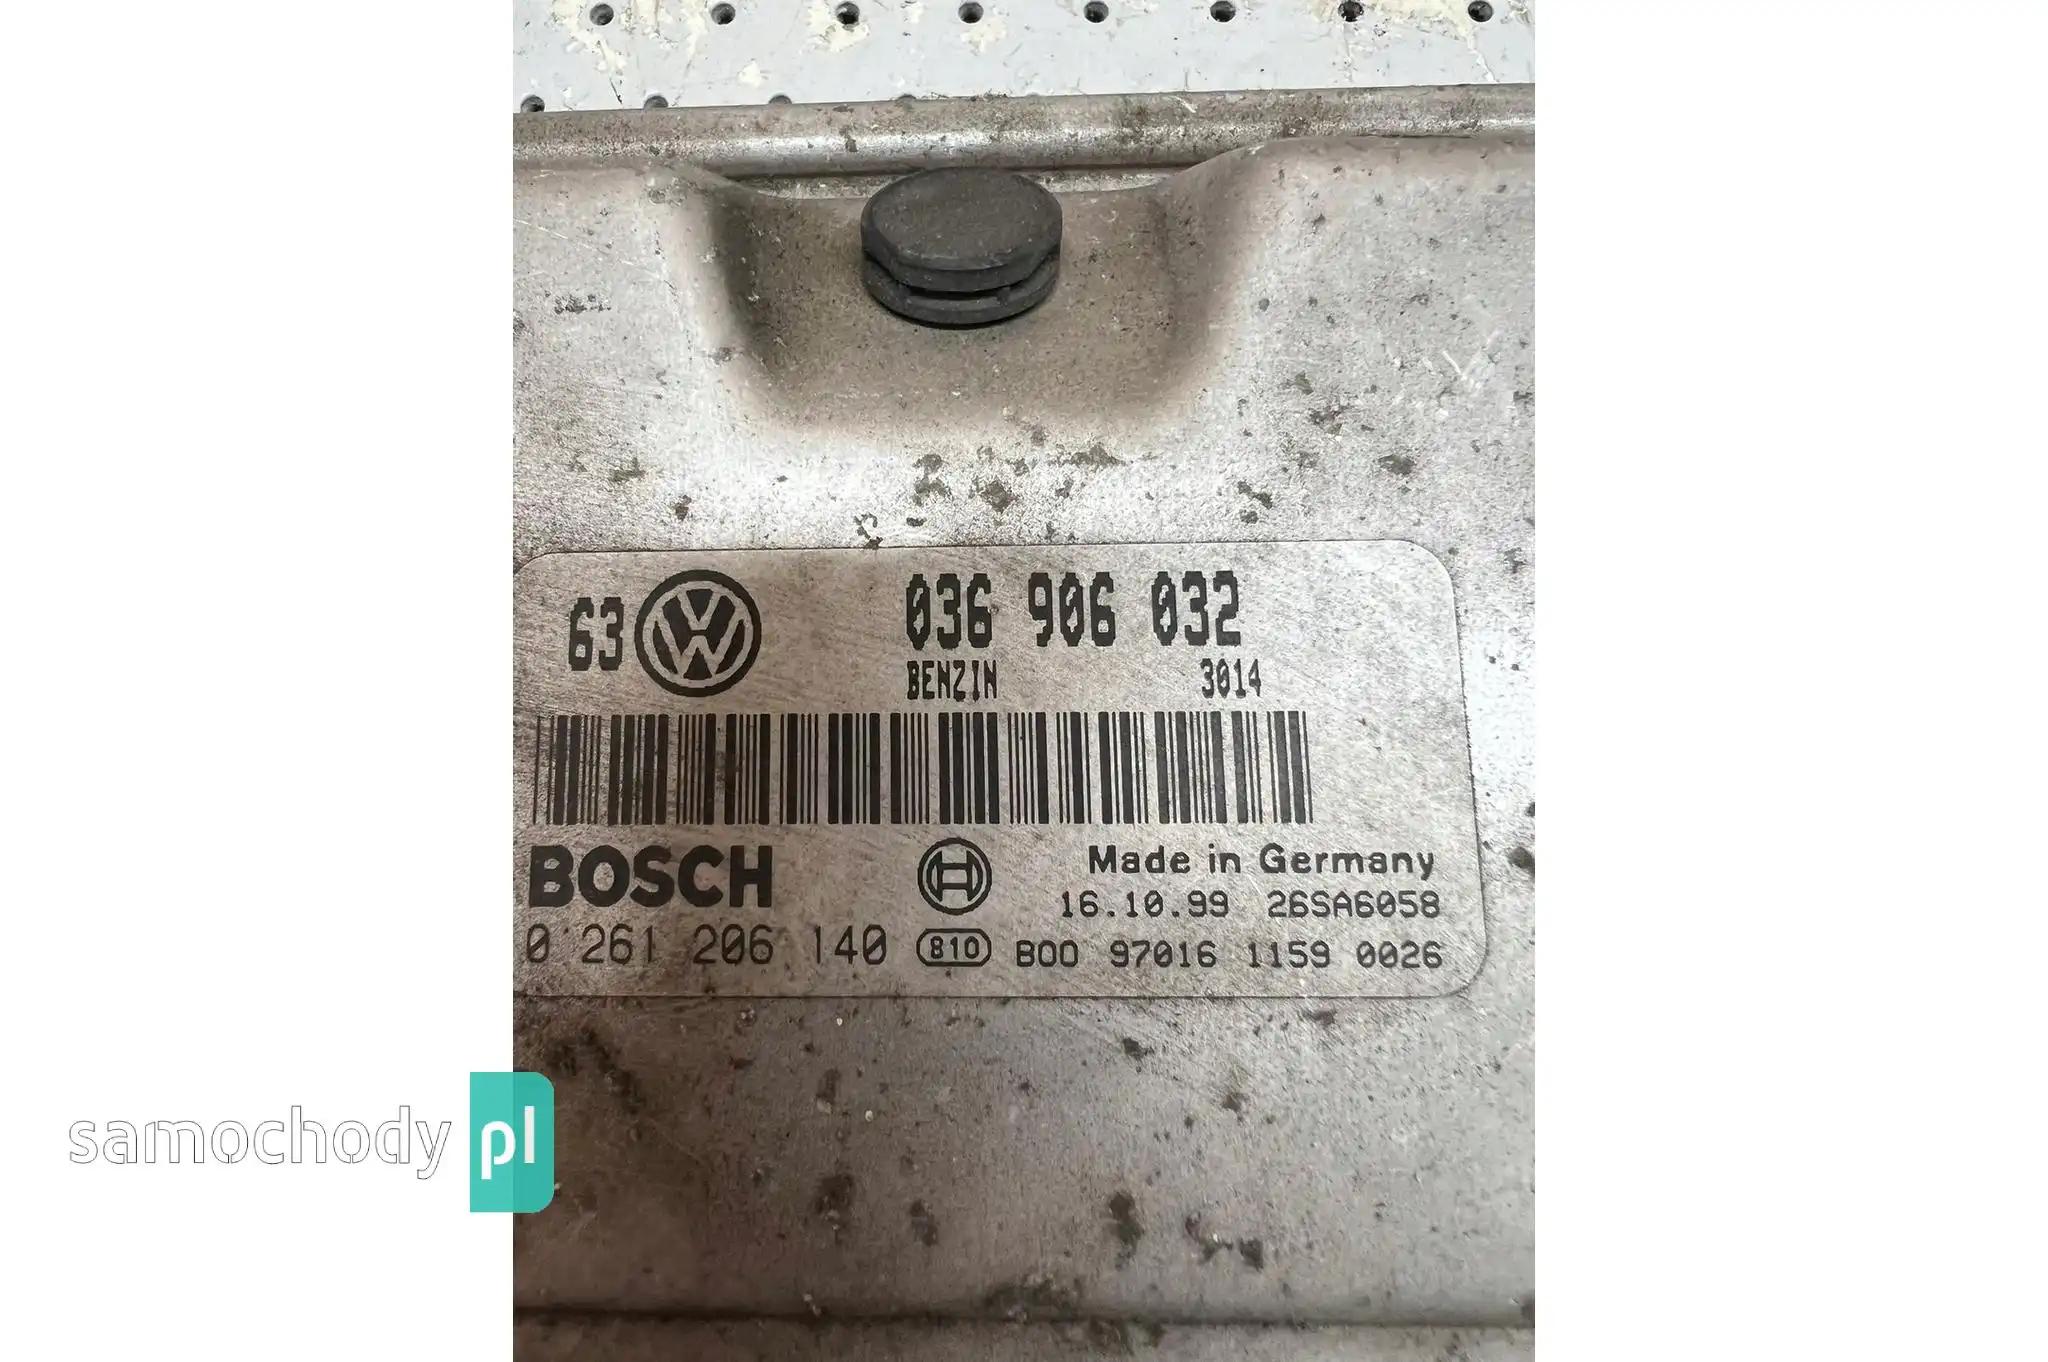 63 VW 036 906 032
BENZIN 3014
BOSCH Made in Germany
16.10.99 26SA6058
0 261 206 140 810 B00 97016 1159 0026
samochody pl